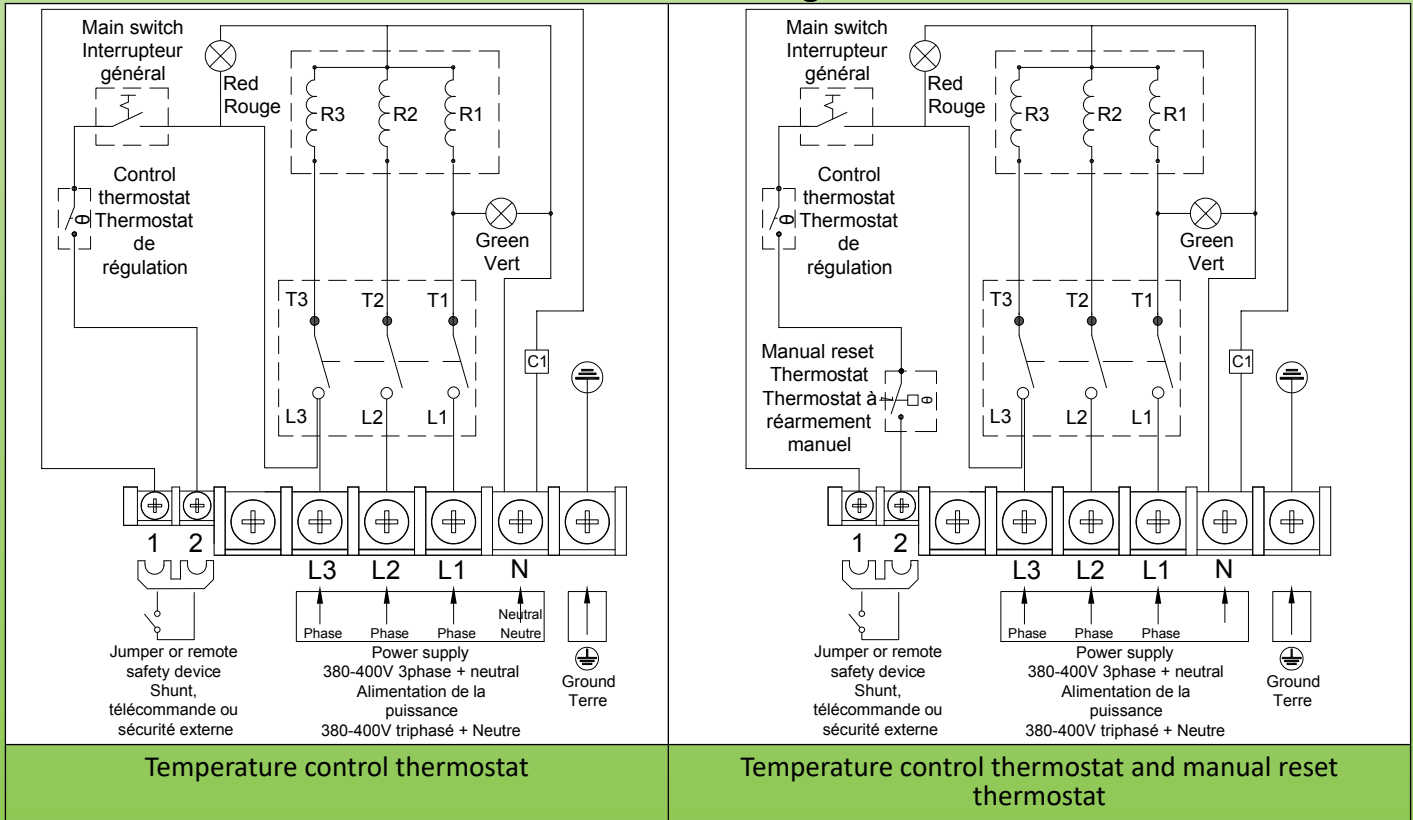 Main switch
Interrupteur
général
Red
Rouge
R3
R2
R1
Control
thermostat
Thermostat
de
régulation
θ
Green
Vert
T3
T2
T1
C1
L3
L2
L1
1
2
L3
L2
L1
N
Phase
Phase
Phase
Neutral
Neutre
Jumper or remote
safety device
Shunt,
télécommande ou
sécurité externe
Power supply
380-400V 3phase + neutral
Alimentation de la
puissance
380-400V triphasé + Neutre
Ground
Terre
Temperature control thermostat
Main switch
Interrupteur
général
Red
Rouge
R3
R2
R1
Control
thermostat
Thermostat
de
régulation
θ
Green
Vert
T3
T2
T1
Manual reset
Thermostat
Thermostat à
réarmement
manuel
θ
C1
L3
L2
L1
1
2
L3
L2
L1
N
Phase
Phase
Phase
Jumper or remote
safety device
Shunt,
télécommande ou
sécurité externe
Power supply
380-400V 3phase + neutral
Alimentation de la
puissance
380-400V triphasé + Neutre
Ground
Terre
Temperature control thermostat and manual reset
thermostat